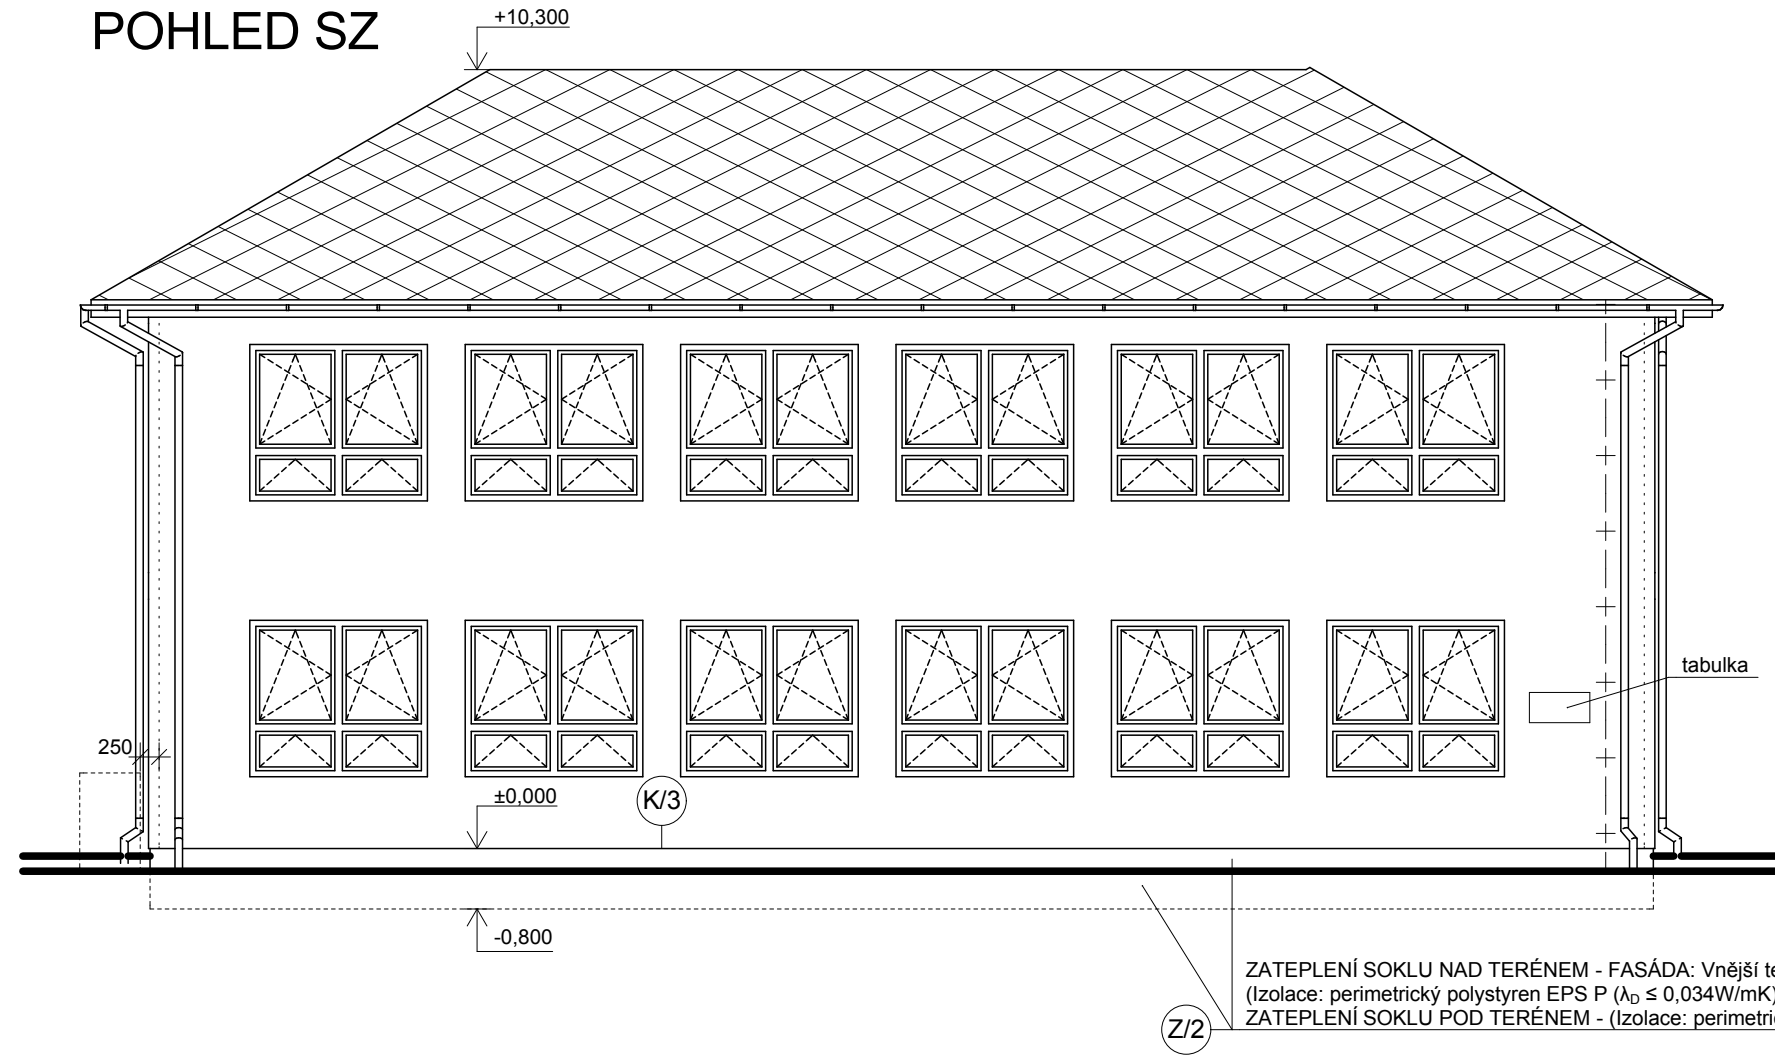 POHLED SZ
+10,300
tabulka
250
±0,000
K/3
-0,800
ZATEPLENÍ SOKLU NAD TERÉNEM - FASÁDA: Vnější te
(Izolace: perimetrický polystyren EPS P (λD ≤ 0,034W/mK)
ZATEPLENÍ SOKLU POD TERÉNEM - (Izolace: perimetri
Z/2